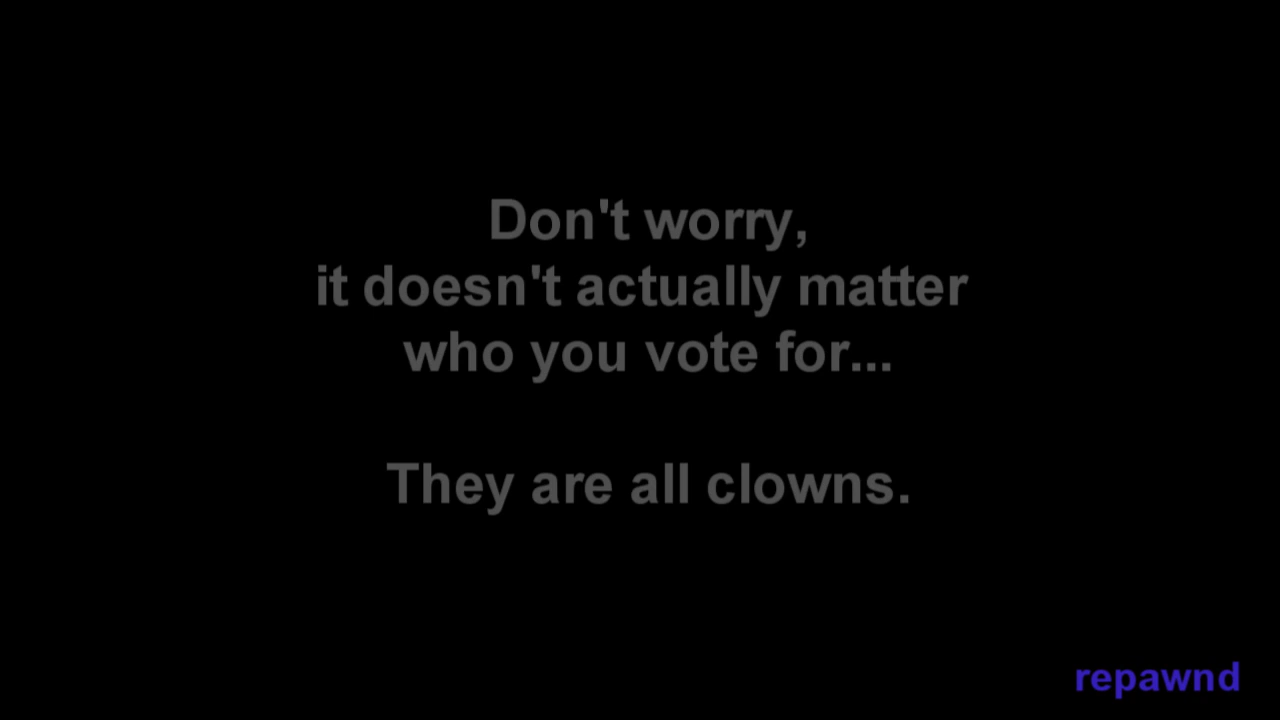 Don't worry,
it doesn't actually matter
who you vote for...
They are all clowns.
repawnd